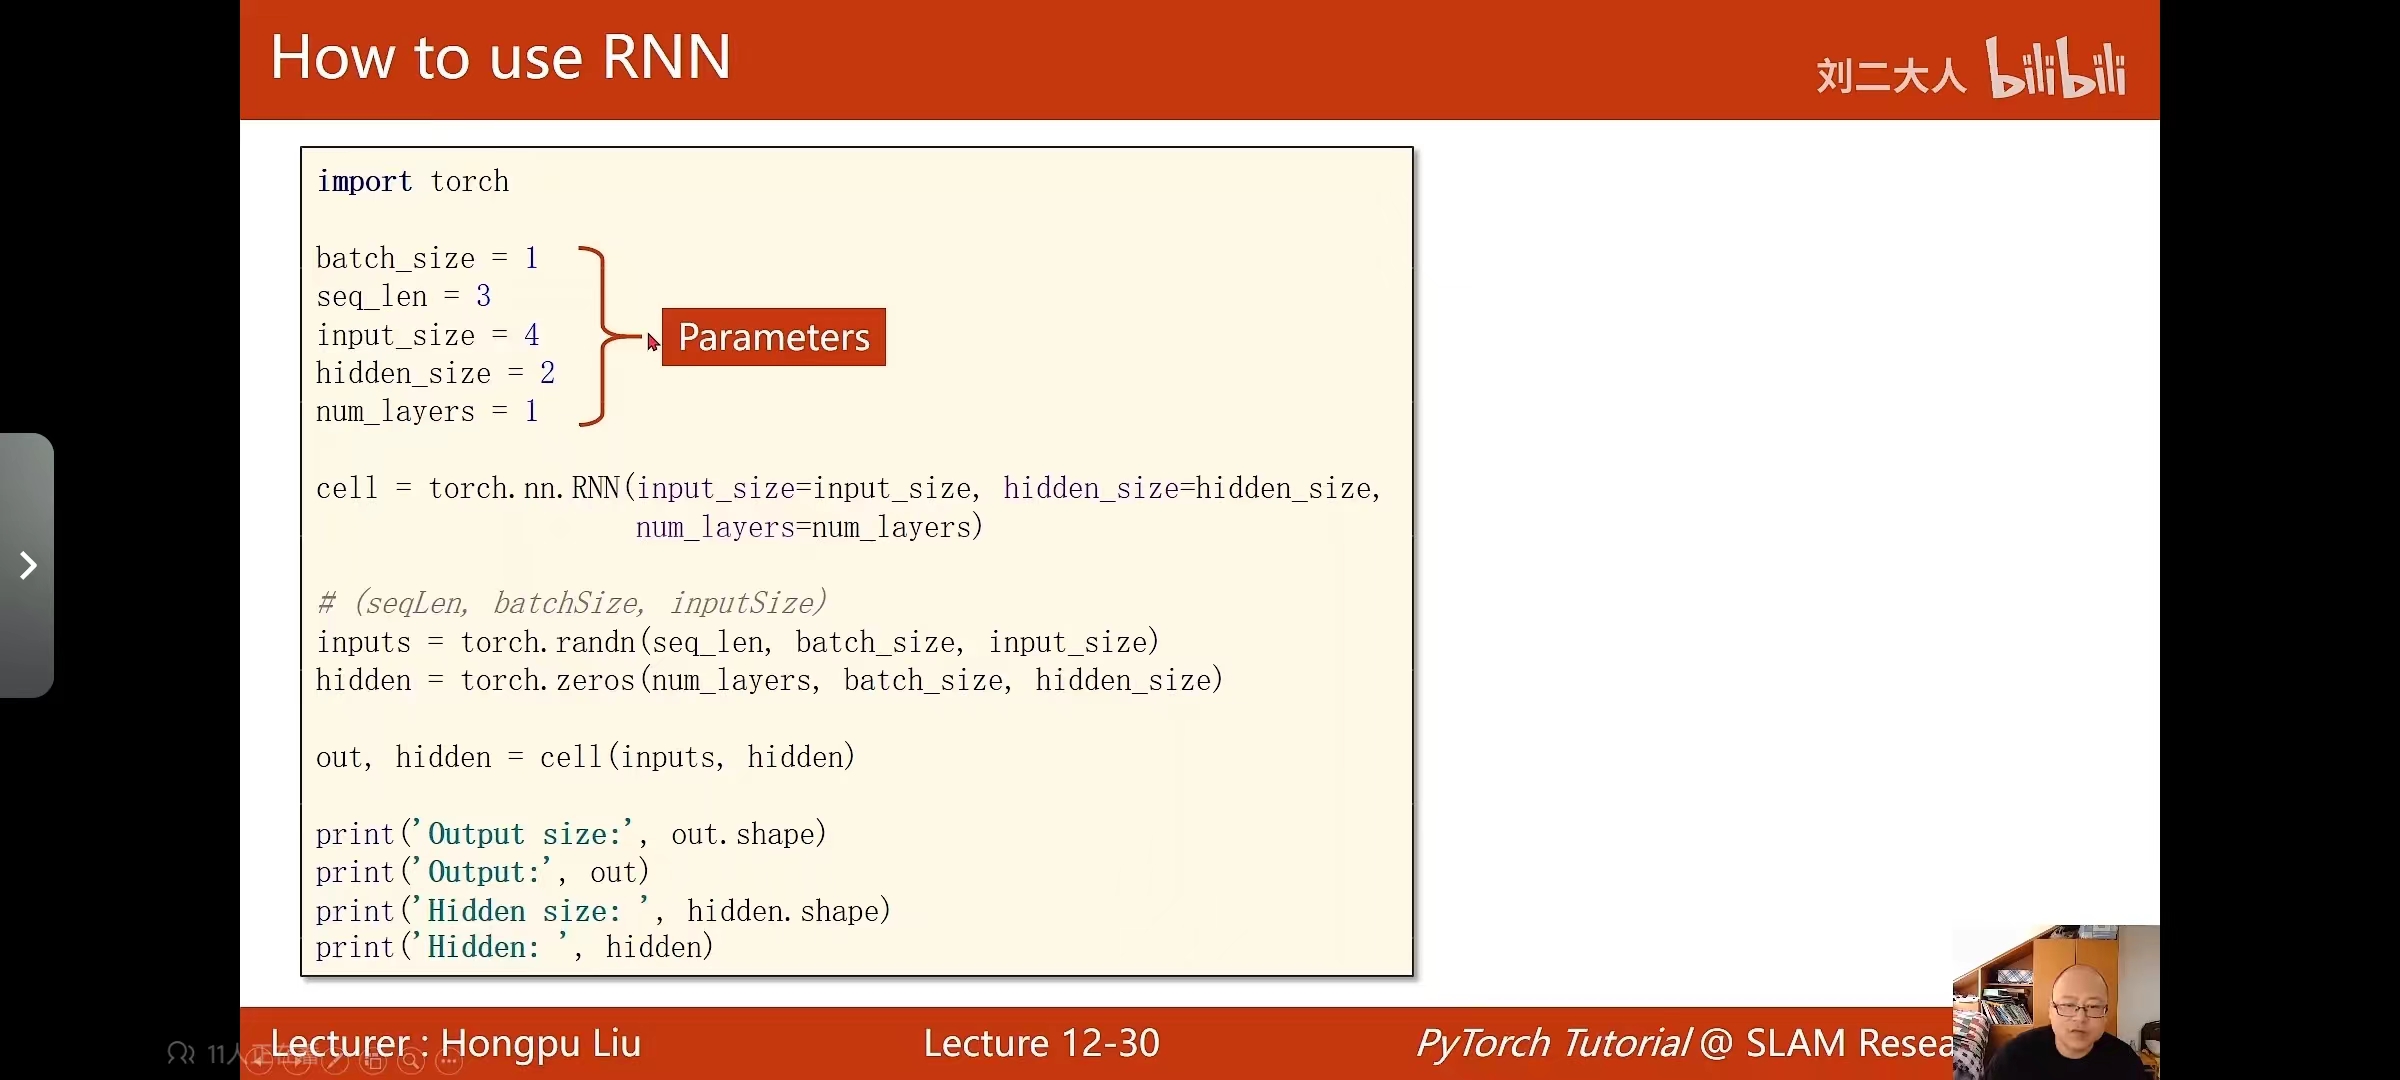 How to use RNN
刘二大人 bilibili
import torch
batch_size = 1
seq_len = 3
input_size = 4
hidden_size = 2
num_layers = 1
Parameters
cell = torch.nn.RNN(input_size=input_size, hidden_size=hidden_size,
num_layers=num_layers)
# (seqLen, batchSize, inputSize)
inputs = torch.randn(seq_len, batch_size, input_size)
hidden = torch.zeros(num_layers, batch_size, hidden_size)
out, hidden = cell(inputs, hidden)
print('Output size:', out.shape)
print('Output:', out)
print('Hidden size: ', hidden.shape)
print('Hidden: ', hidden)
Lecturer : Hongpu Liu
Lecture 12-30
PyTorch Tutorial @ SLAM Resea
11人正在看